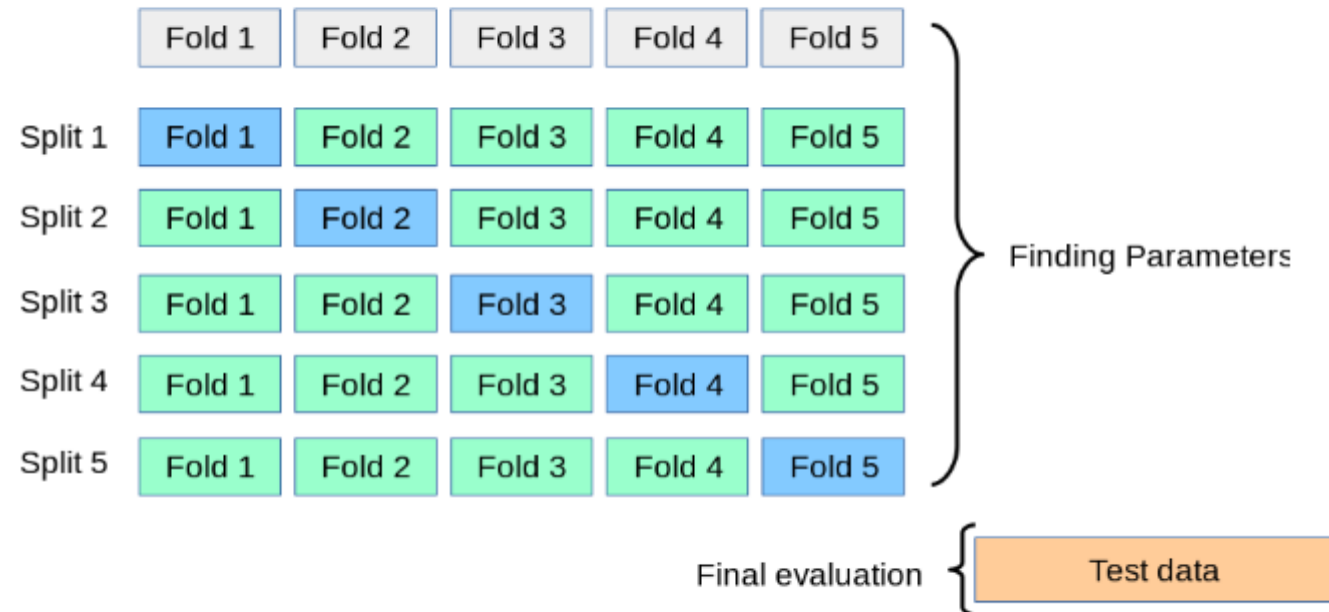 Fold 1 Fold 2 Fold 3 Fold 4 Fold 5
Split 1 Fold 1 Fold 2 Fold 3 Fold 4 Fold 5
Split 2 Fold 1 Fold 2 Fold 3 Fold 4 Fold 5
Finding Parameters
Split 3 Fold 1 Fold 2 Fold 3 Fold 4 Fold 5
Split 4 Fold 1 Fold 2 Fold 3 Fold 4 Fold 5
Split 5 Fold 1 Fold 2 Fold 3 Fold 4 Fold 5
Final evaluation Test data